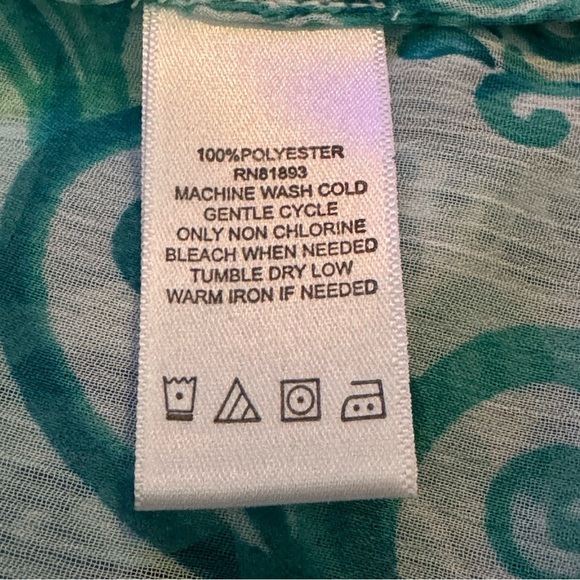 100%POLYESTER
RN81893
MACHINE WASH COLD
GENTLE CYCLE
ONLY NON CHLORINE
BLEACH WHEN NEEDED
TUMBLE DRY LOW
WARM IRON IF NEEDED